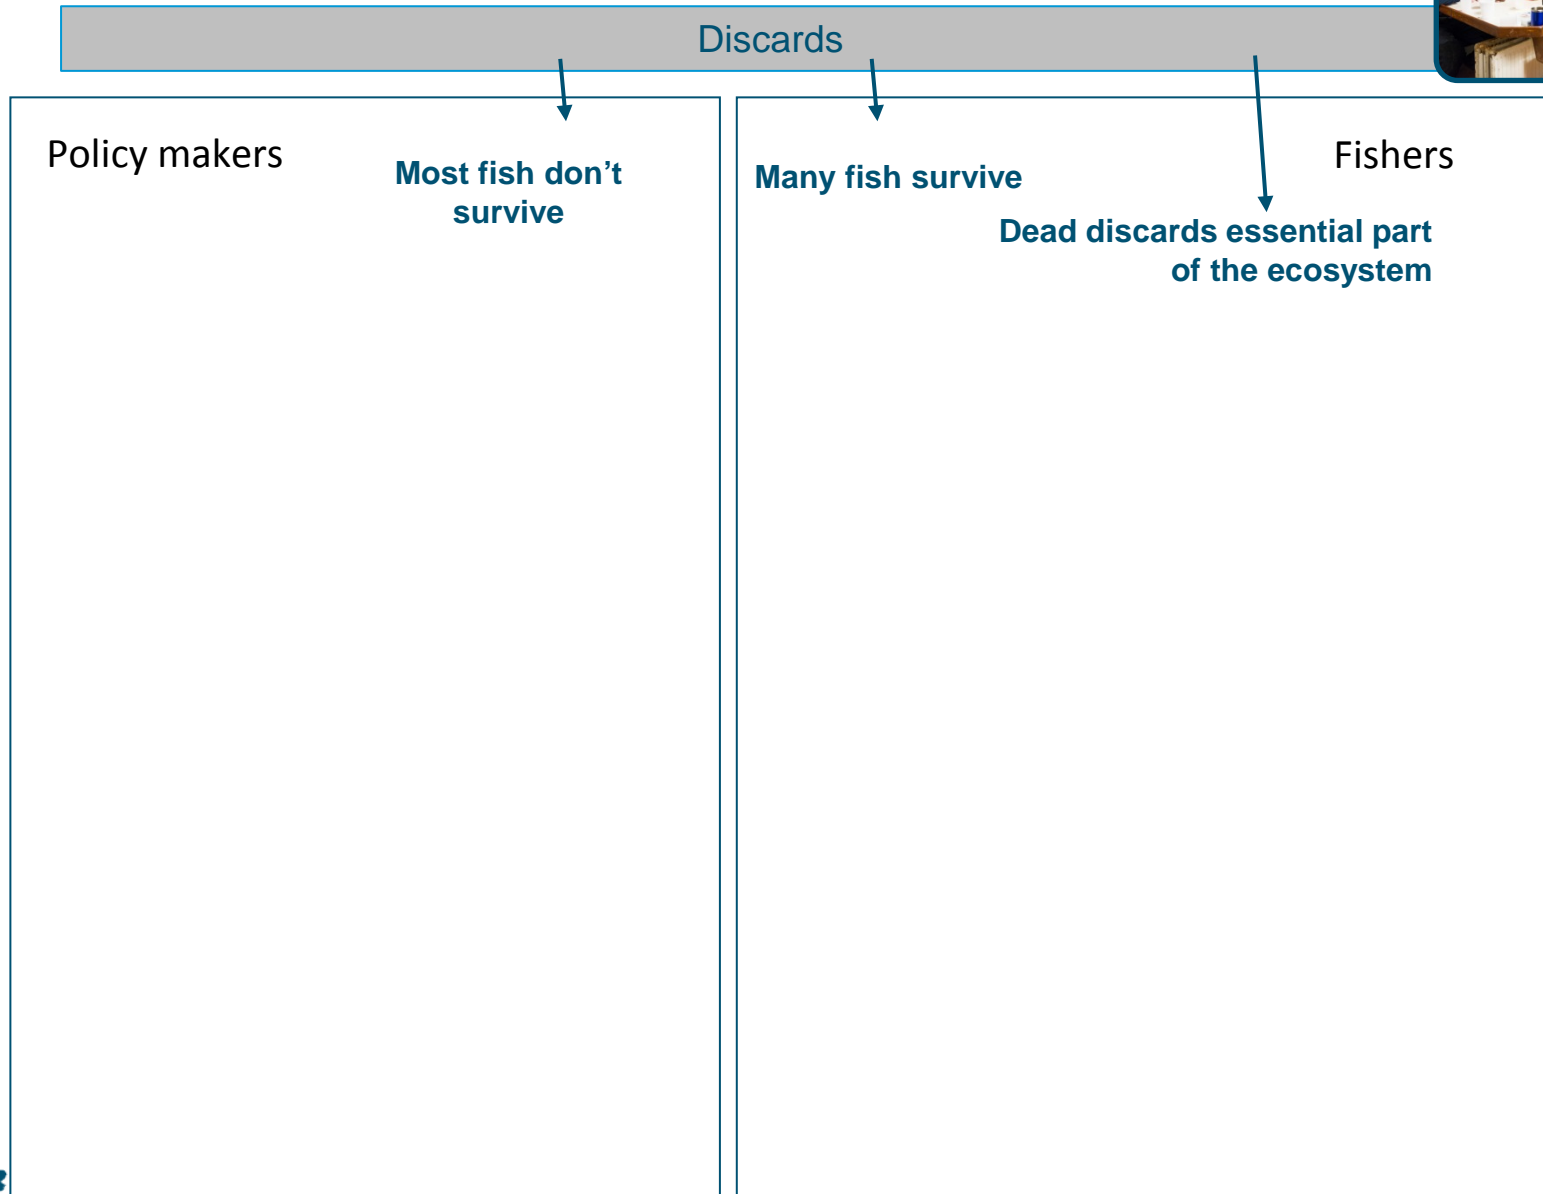 Discards
Policy makers
Most fish don’t
survive
Many fish survive
Fishers
Dead discards essential part
of the ecosystem